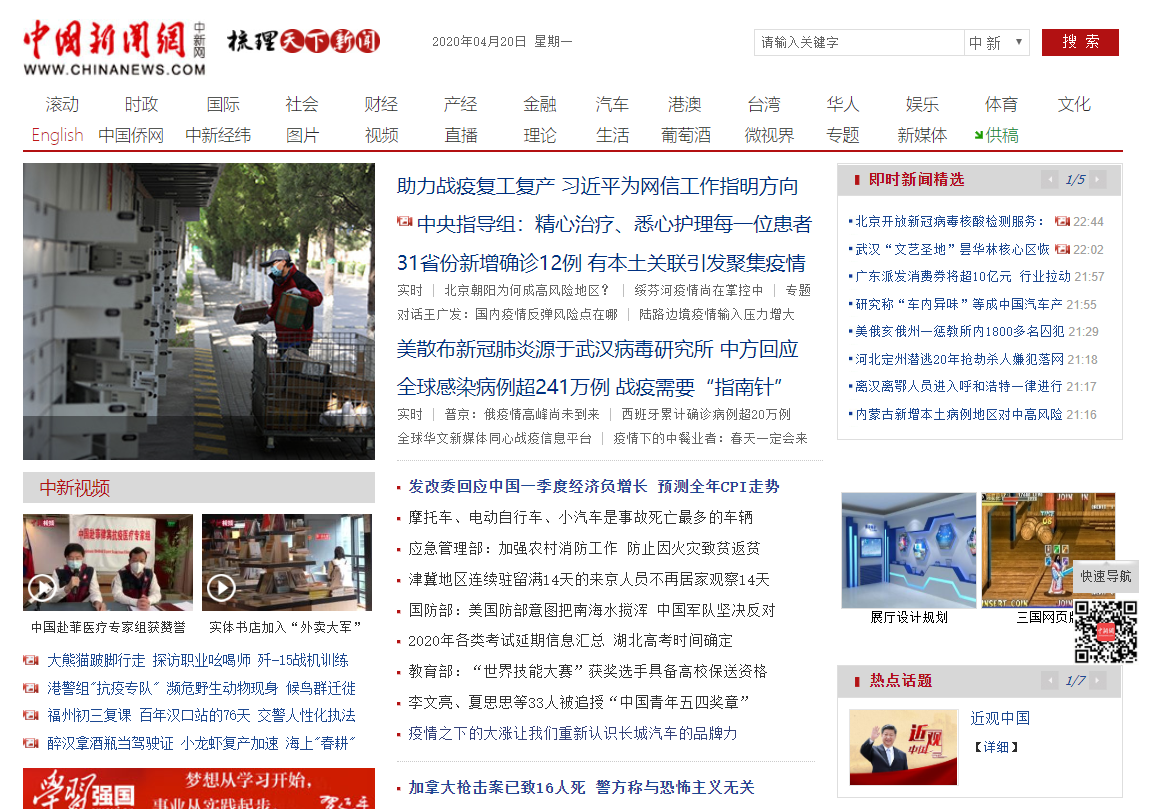 中國新聞網
中新网
WWW.CHINANEWS.COM
梳理天下新闻
2020年04月20日 星期一
请输入关键字
中新
搜 索
滚动 时政 国际 社会 财经 产经 金融 汽车 港澳 台湾 华人 娱乐 体育 文化
English 中国侨网 中新经纬 图片 视频 直播 理论 生活 葡萄酒 微视界 专题 新媒体 供稿
助力战疫复工复产 习近平为网信工作指明方向
中央指导组：精心治疗、悉心护理每一位患者
31省份新增确诊12例 有本土关联引发聚集疫情
实时 | 北京朝阳为何成高风险地区？ | 绥芬河疫情尚在掌控中 | 专题
对话王广发：国内疫情反弹风险点在哪 | 陆路边境疫情输入压力增大
美散布新冠肺炎源于武汉病毒研究所 中方回应
全球感染病例超241万例 战疫需要“指南针”
实时 | 普京：俄疫情高峰尚未到来 | 西班牙累计确诊病例超20万例
全球华文新媒体同心战疫信息平台 | 疫情下的中餐业者：春天一定会来
发改委回应中国一季度经济负增长 预测全年CPI走势
摩托车、电动自行车、小汽车是事故死亡最多的车辆
应急管理部：加强农村消防工作 防止因火灾致贫返贫
津冀地区连续驻留满14天的来京人员不再居家观察14天
国防部：美国防部意图把南海水搅浑 中国军队坚决反对
2020年各类考试延期信息汇总 湖北高考时间确定
教育部：“世界技能大赛”获奖选手具备高校保送资格
李文亮、夏思思等33人被追授“中国青年五四奖章”
疫情之下的大涨让我们重新认识长城汽车的品牌力
加拿大枪击案已致16人死 警方称与恐怖主义无关
中新视频
中国赴菲律宾抗疫医疗专家组
视频
中国赴菲医疗专家组获赞誉
实体书店加入“外卖大军”
大熊猫跛脚行走 探访职业吆喝师 歼-15战机训练
港警组“抗疫专队” 濒危野生动物现身 候鸟群迁徙
福州初三复课 百年汉口站的76天 交警人性化执法
醉汉拿酒瓶当驾驶证 小龙虾复产加速 海上“春耕”
学习强国
梦想从学习开始，
事业从实践起步。
即时新闻精选
1/5
北京开放新冠病毒核酸检测服务： 22:44
武汉“文艺圣地”昙华林核心区恢 22:02
广东派发消费券将超10亿元 行业拉动 21:57
研究称“车内异味”等成中国汽车产 21:55
美俄亥俄州一惩教所内1800多名囚犯 21:29
河北定州潜逃20年抢劫杀人嫌犯落网 21:18
离汉离鄂人员进入呼和浩特一律进行 21:17
内蒙古新增本土病例地区对中高风险 21:16
JOIN IN
TIME
OK
INSERT COIN
展厅设计规划
三国网页版
快速导航
中新网
热点话题
1/7
近观中国
近观中国
【详细】